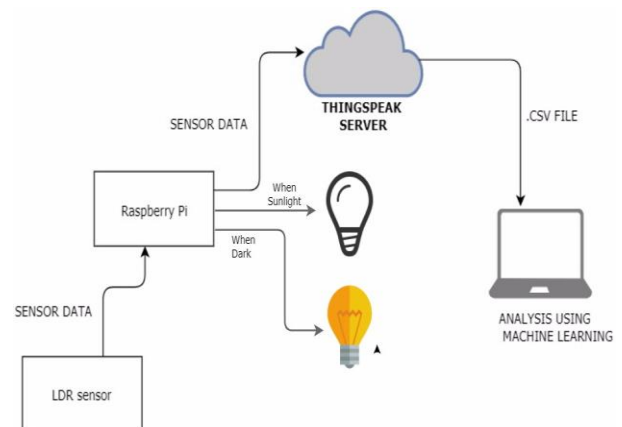 THINGSPEAK
SERVER
SENSOR DATA
.CSV FILE
When
Sunlight
Raspberry Pi
When
Dark
SENSOR DATA
ANALYSIS USING
MACHINE LEARNING
LDR sensor